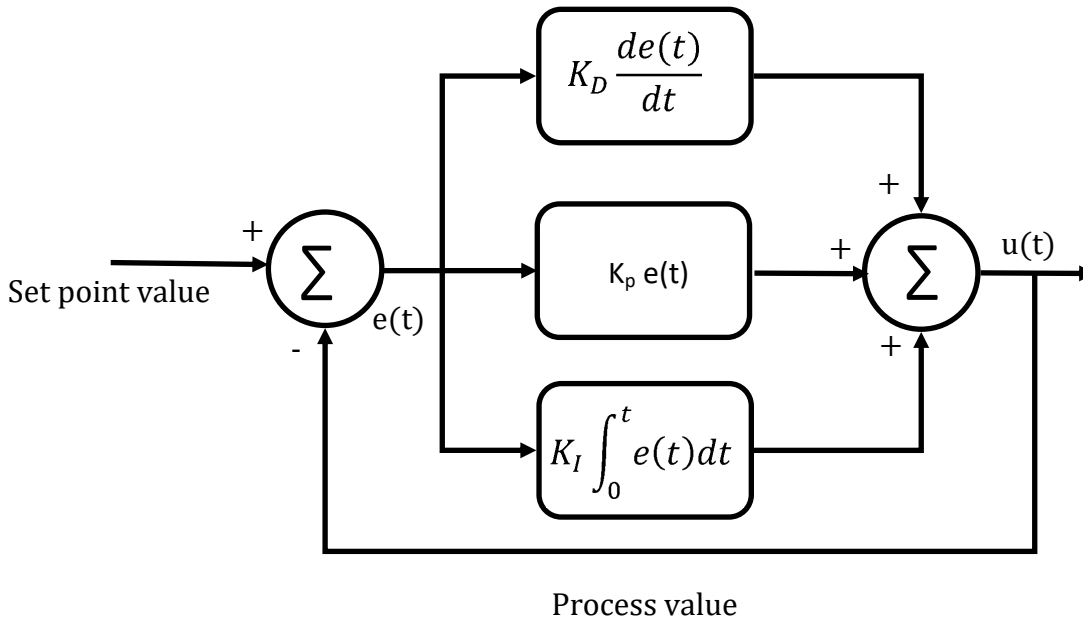 K_D de(t)/dt
+
+
Σ
Set point value
e(t)
-
K_p e(t)
+
Σ
u(t)
+
K_I ∫_0^t e(t)dt
Process value